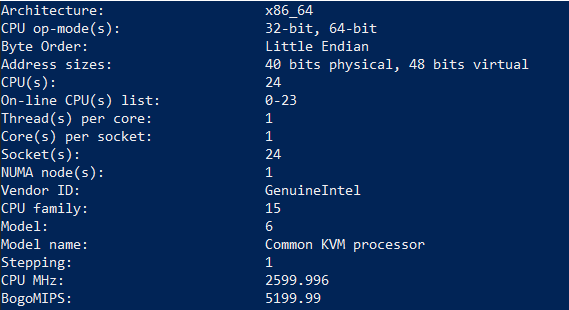 Architecture: x86_64
CPU op-mode(s): 32-bit, 64-bit
Byte Order: Little Endian
Address sizes: 40 bits physical, 48 bits virtual
CPU(s): 24
On-line CPU(s) list: 0-23
Thread(s) per core: 1
Core(s) per socket: 1
Socket(s): 24
NUMA node(s): 1
Vendor ID: GenuineIntel
CPU family: 15
Model: 6
Model name: Common KVM processor
Stepping: 1
CPU MHz: 2599.996
BogoMIPS: 5199.99